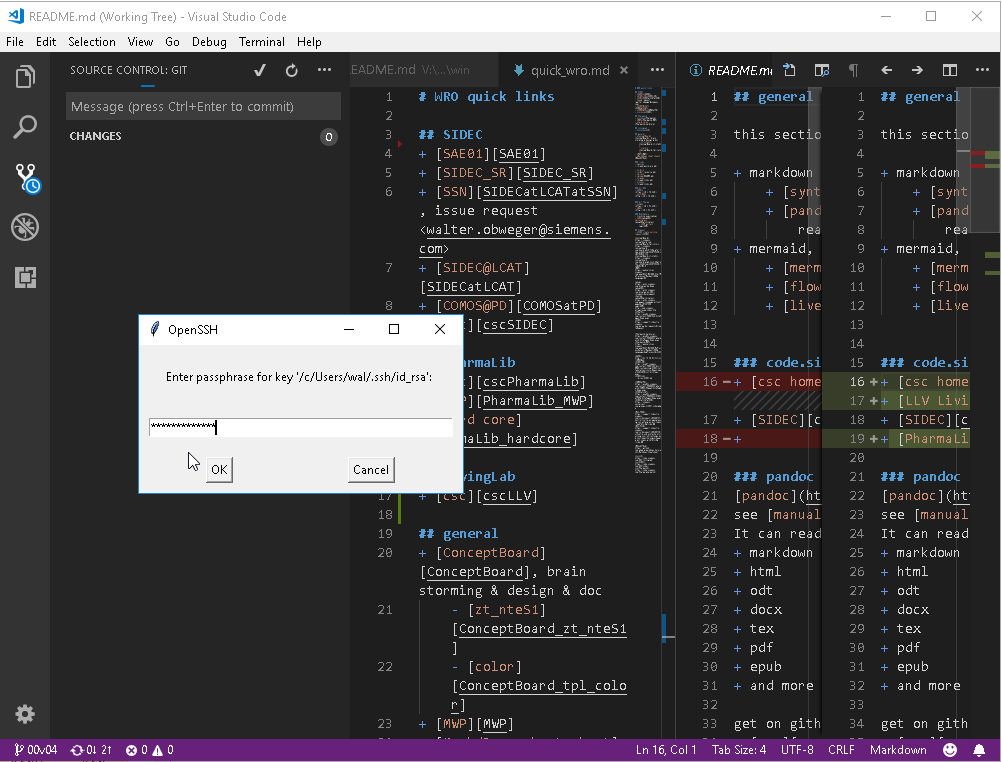 README.md (Working Tree) - Visual Studio Code
File Edit Selection View Go Debug Terminal Help
SOURCE CONTROL: GIT
Message (press Ctrl+Enter to commit)
CHANGES
0
OpenSSH
Enter passphrase for key '/c/Users/wal/.ssh/id_rsa':
OK
Cancel
EADME.md V:\...\win
quick_wro.md
1 # WRO quick links
2
3 ## SIDEC
4 + [SAE01][SAE01]
5 + [SIDEC_SR][SIDEC_SR]
6 + [SSN][SIDECatLCATatSSN]
, issue request
<walter.obweger@siemens.
com>
7 + [SIDEC@LCAT]
[SIDECatLCAT]
8 + [COMOS@PD][COMOSatPD]
[cscSIDEC]
harmaLib
[cscPharmaLib]
P][PharmaLib_MWP]
rd core]
maLib_hardcore]
vingLab
17 + [csc][cscLLV]
18
19 ## general
20 + [ConceptBoard]
[ConceptBoard], brain
storming & design & doc
21 - [zt_nteS1]
[ConceptBoard_zt_nteS1
]
22 - [color]
[ConceptBoard_tpl_colo
r_]
23 + [MWP][MWP]
README.m
1 ## general
2
3 this sectio
4
5 + markdown
6 + [synt
7 + [pand
8 rea
9 + mermaid,
10 + [merm
11 + [flow
12 + [live
13
14
15 ### code.si
16 - + [csc home
17 + [SIDEC][c
18 - +
19
20 ### pandoc
21 [pandoc](ht
22 see [manual
23 It can read
24 + markdown
25 + html
26 + odt
27 + docx
28 + tex
29 + pdf
30 + epub
31 + and more
32
33 get on gith
1 ## general
2
3 this sectio
4
5 + markdown
6 + [synt
7 + [pand
8 rea
9 + mermaid,
10 + [merm
11 + [flow
12 + [live
13
14
15 ### code.si
16 + + [csc home
17 + + [LLV Livi
18 + [SIDEC][c
19 + + [PharmaLi
20
21 ### pandoc
22 [pandoc](ht
23 see [manual
24 It can read
25 + markdown
26 + html
27 + odt
28 + docx
29 + tex
30 + pdf
31 + epub
32 + and more
33
34 get on gith
00v04 0↓ 2↑ 0 0 Ln 16, Col 1 Tab Size: 4 UTF-8 CRLF Markdown